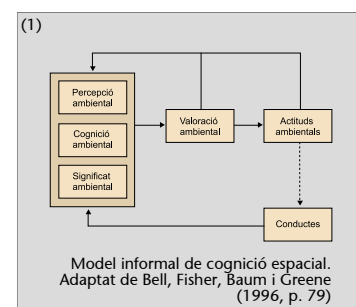 (1)
Percepció
ambiental
Cognició
ambiental
Significat
ambiental
Valoració
ambiental
Actituds
ambientals
Conductes
Model informal de cognició espacial.
Adaptat de Bell, Fisher, Baum i Greene
(1996, p. 79)